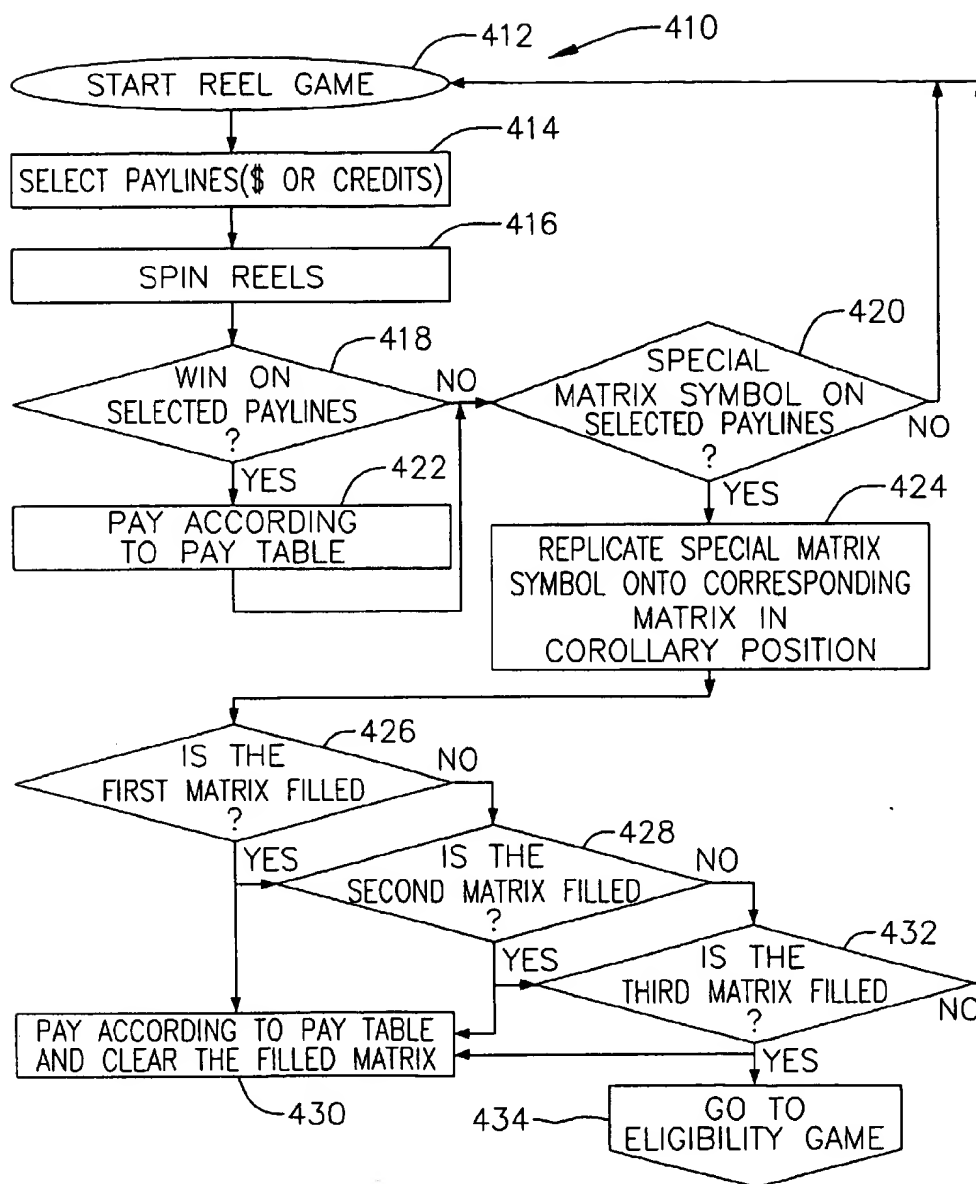 412
410
START REEL GAME
414
SELECT PAYLINES($ OR CREDITS)
416
SPIN REELS
418
WIN ON
SELECTED PAYLINES
?
NO
YES
420
SPECIAL
MATRIX SYMBOL ON
SELECTED PAYLINES
?
NO
YES
422
PAY ACCORDING
TO PAY TABLE
424
REPLICATE SPECIAL MATRIX
SYMBOL ONTO CORRESPONDING
MATRIX IN
COROLLARY POSITION
426
IS THE
FIRST MATRIX FILLED
?
NO
YES
428
IS THE
SECOND MATRIX FILLED
?
NO
YES
432
IS THE
THIRD MATRIX FILLED
?
NO
YES
PAY ACCORDING TO PAY TABLE
AND CLEAR THE FILLED MATRIX
430
434
GO TO
ELIGIBILITY GAME